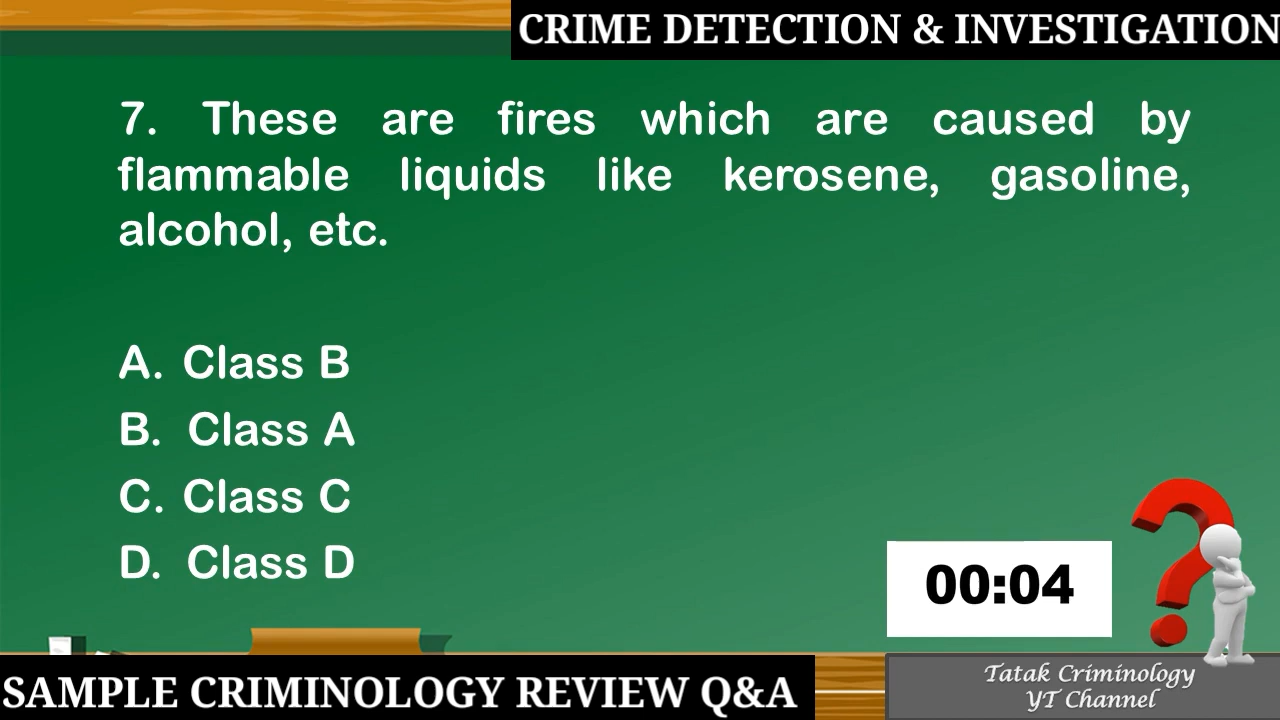 CRIME DETECTION & INVESTIGATION
7. These are fires which are caused by
flammable liquids like kerosene, gasoline,
alcohol, etc.
A. Class B
B. Class A
C. Class C
D. Class D
00:04
Tatak Criminology
YT Channel
SAMPLE CRIMINOLOGY REVIEW Q&A